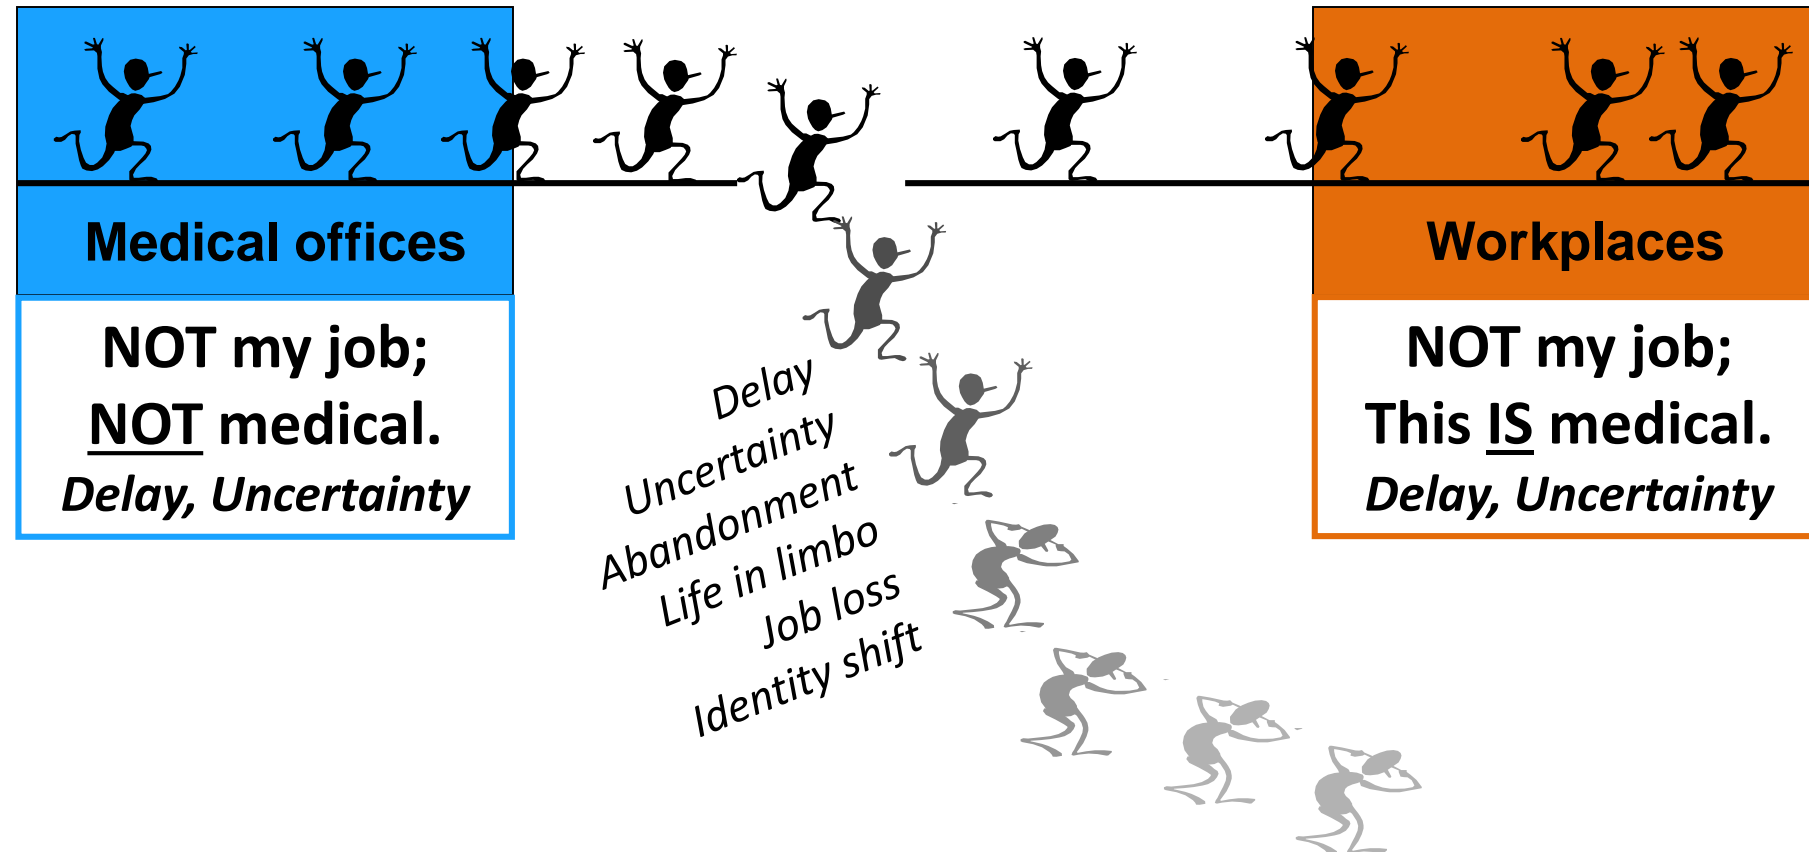 Medical offices
NOT my job;
NOT medical.
Delay, Uncertainty
Delay
Uncertainty
Abandonment
Life in limbo
Job loss
Identity shift
Workplaces
NOT my job;
This IS medical.
Delay, Uncertainty